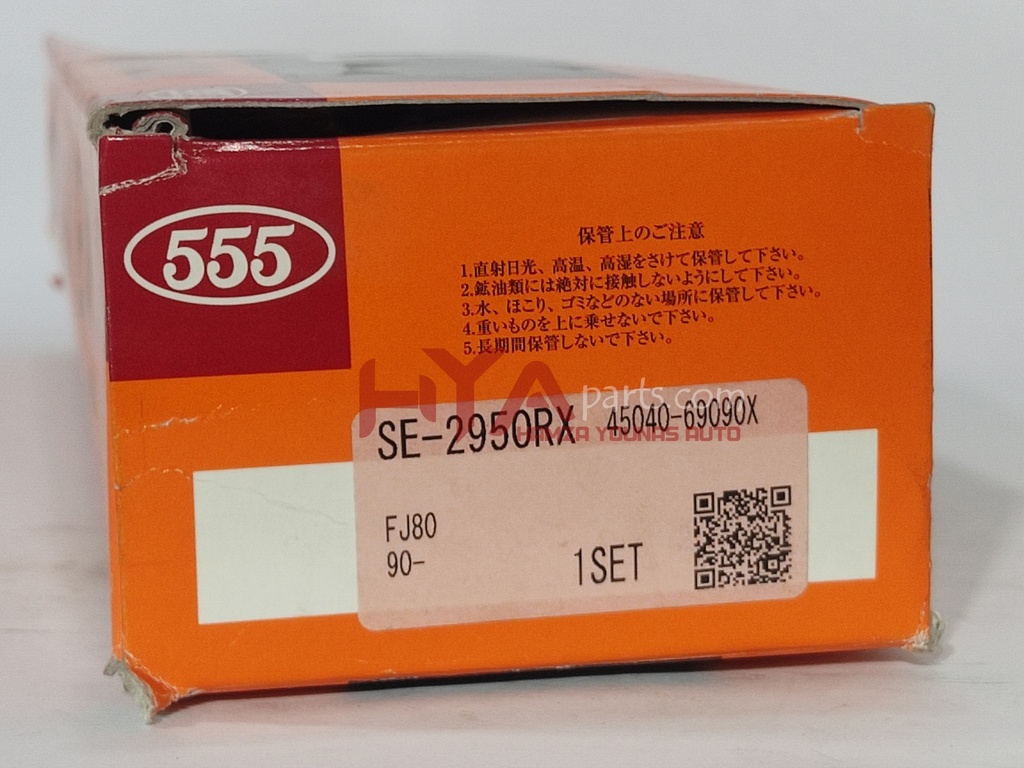 555
保管上のご注意
1.直射日光、高温、高湿をさけて保管して下さい。
2.鉱油類には絶対に接触しないようにして下さい。
3.水、ほこり、ゴミなどのない場所に保管して下さい。
4.重いものを上に乗せないで下さい。
5.長期間保管しないで下さい。
HYAparts.com
HAMZA YOUNAS AUTO
SE-2950RX 45040-69090X
FJ80
90-
1SET